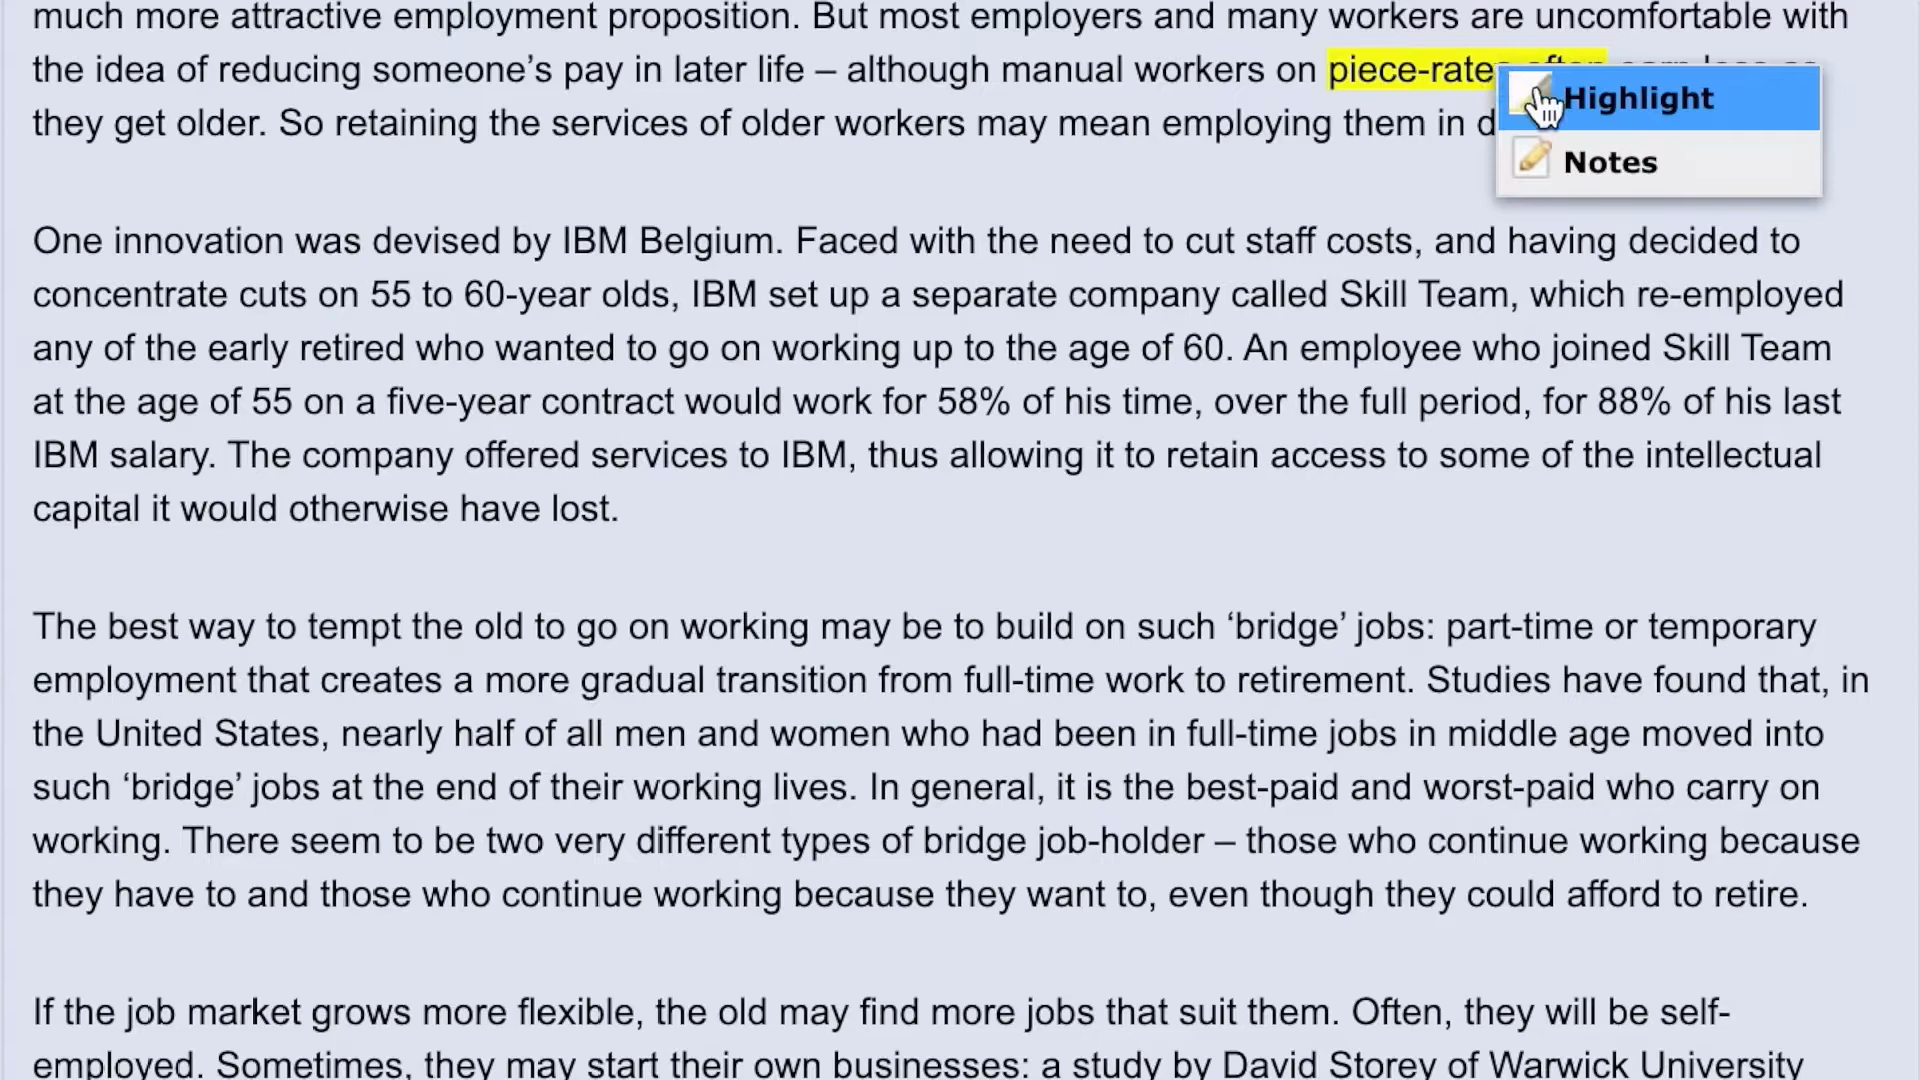 much more attractive employment proposition. But most employers and many workers are uncomfortable with
the idea of reducing someone’s pay in later life – although manual workers on piece-rates often earn less as
they get older. So retaining the services of older workers may mean employing them in d
Highlight
Notes
One innovation was devised by IBM Belgium. Faced with the need to cut staff costs, and having decided to
concentrate cuts on 55 to 60-year olds, IBM set up a separate company called Skill Team, which re-employed
any of the early retired who wanted to go on working up to the age of 60. An employee who joined Skill Team
at the age of 55 on a five-year contract would work for 58% of his time, over the full period, for 88% of his last
IBM salary. The company offered services to IBM, thus allowing it to retain access to some of the intellectual
capital it would otherwise have lost.
The best way to tempt the old to go on working may be to build on such ‘bridge’ jobs: part-time or temporary
employment that creates a more gradual transition from full-time work to retirement. Studies have found that, in
the United States, nearly half of all men and women who had been in full-time jobs in middle age moved into
such ‘bridge’ jobs at the end of their working lives. In general, it is the best-paid and worst-paid who carry on
working. There seem to be two very different types of bridge job-holder – those who continue working because
they have to and those who continue working because they want to, even though they could afford to retire.
If the job market grows more flexible, the old may find more jobs that suit them. Often, they will be self-
employed. Sometimes, they may start their own businesses: a study by David Storey of Warwick University